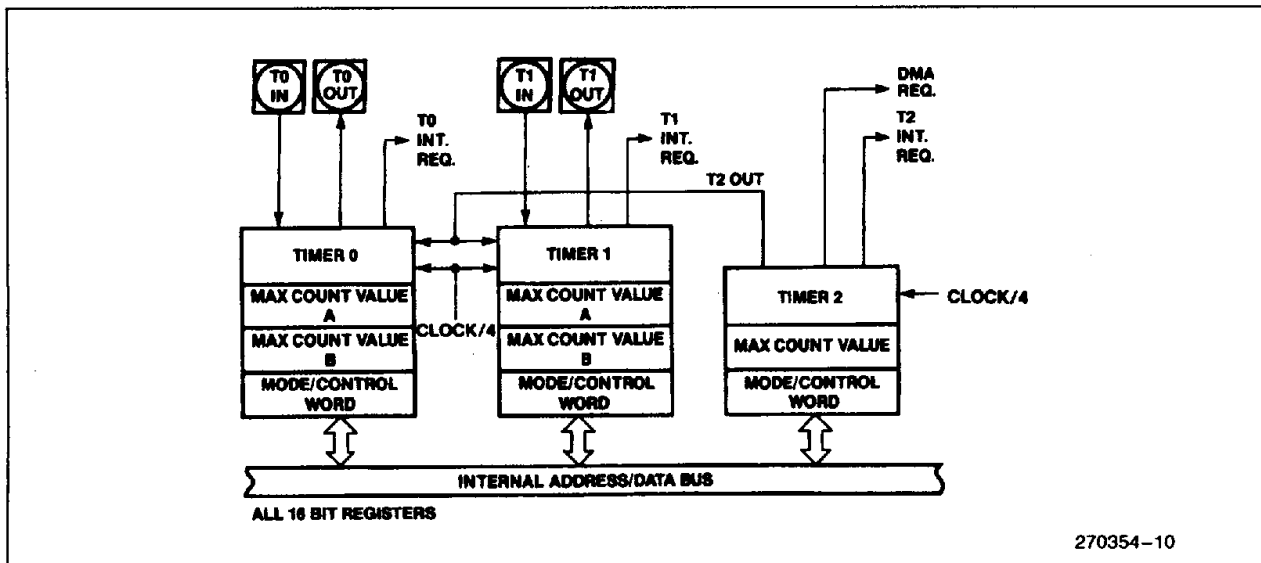 T0
IN
T0
OUT
T1
IN
T1
OUT
DMA
REQ.
T0
INT.
REQ.
T1
INT.
REQ.
T2
INT.
REQ.
T2 OUT
TIMER 0
MAX COUNT VALUE
A
MAX COUNT VALUE
B
MODE/CONTROL
WORD
CLOCK/4
TIMER 1
MAX COUNT VALUE
A
MAX COUNT VALUE
B
MODE/CONTROL
WORD
TIMER 2
MAX COUNT VALUE
MODE/CONTROL
WORD
CLOCK/4
INTERNAL ADDRESS/DATA BUS
ALL 16 BIT REGISTERS
270354–10